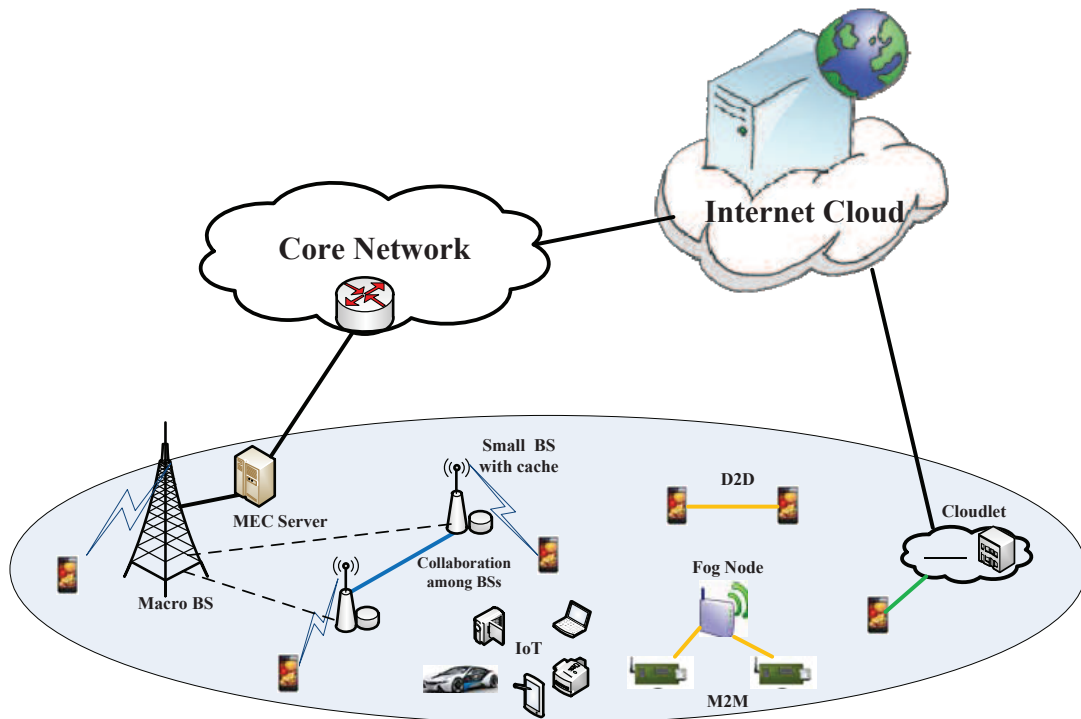 Internet Cloud
Core Network
Small BS
with cache
MEC Server
D2D
Cloudlet
Collaboration
among BSs
Fog Node
Macro BS
IoT
M2M